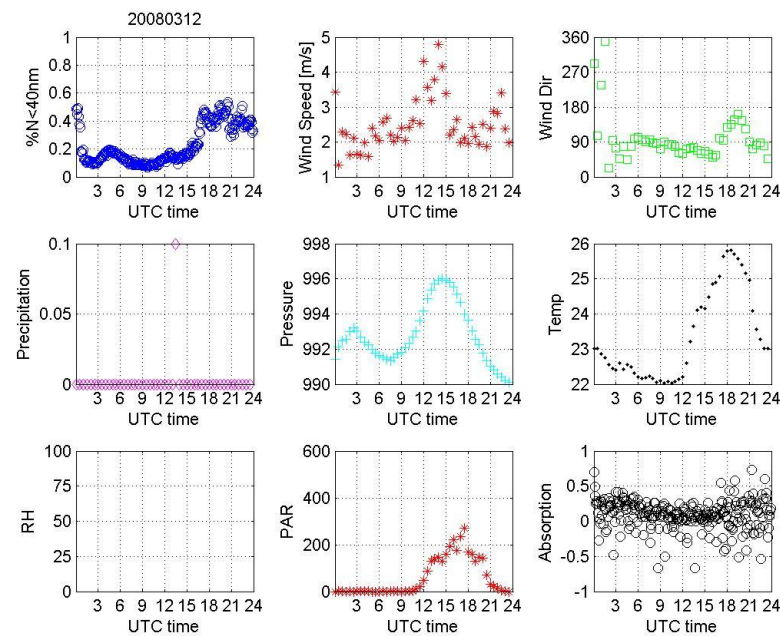 20080312
1
0.8
0.6
0.4
0.2
0
%N<40nm
3 6 9 12 15 18 21 24
UTC time
5
4
3
2
1
Wind Speed [m/s]
3 6 9 12 15 18 21 24
UTC time
360
270
180
90
0
Wind Dir
3 6 9 12 15 18 21 24
UTC time
0.1
0.05
0
Precipitation
3 6 9 12 15 18 21 24
UTC time
998
996
994
992
990
Pressure
3 6 9 12 15 18 21 24
UTC time
26
25
24
23
22
Temp
3 6 9 12 15 18 21 24
UTC time
100
75
50
25
0
RH
3 6 9 12 15 18 21 24
UTC time
600
400
200
0
PAR
3 6 9 12 15 18 21 24
UTC time
1
0.5
0
-0.5
-1
Absorption
3 6 9 12 15 18 21 24
UTC time